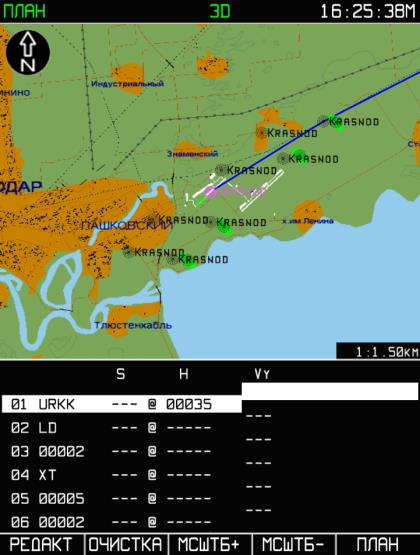 ПЛАН 3D 16:25:38М
N
Индустриальный
нино
KRASNOD
KRASNOD
Знаменский
KRASNOD
Ста
KRASNOD
ОДАР
ПАШКОВСКИЙ
KRASNOD
KRASNOD
х.им.Ленина
KRASNOD
KRASNOD
Тлюстенхабль
1:1.50км
S H Vy
01 URKK --- @ 00035
02 LD --- @ ----- ---
03 00002 --- @ ----- ---
04 XT --- @ ----- ---
05 00005 --- @ ----- ---
06 00002 --- @ ----- ---
РЕДАКТ ОЧИСТКА МСШТБ+ МСШТБ- ПЛАН